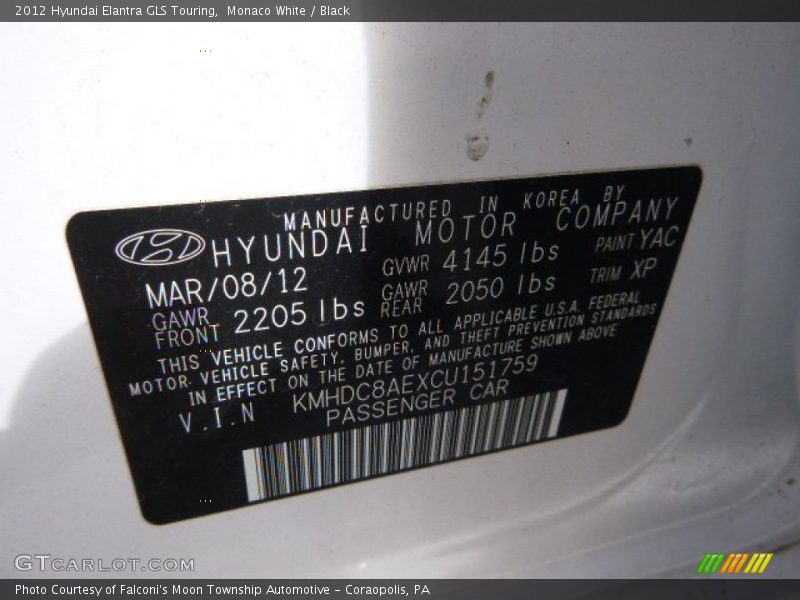 2012 Hyundai Elantra GLS Touring, Monaco White / Black
MANUFACTURED IN KOREA BY
HYUNDAI MOTOR COMPANY
MAR/08/12 GVWR 4145 lbs PAINT YAC
GAWR FRONT 2205 lbs GAWR REAR 2050 lbs TRIM XP
THIS VEHICLE CONFORMS TO ALL APPLICABLE U.S.A. FEDERAL
MOTOR VEHICLE SAFETY, BUMPER, AND THEFT PREVENTION STANDARDS
IN EFFECT ON THE DATE OF MANUFACTURE SHOWN ABOVE
V.I.N KMHDC8AEXCU151759
PASSENGER CAR
GTCARLOT.COM
Photo Courtesy of Falconi's Moon Township Automotive – Coraopolis, PA